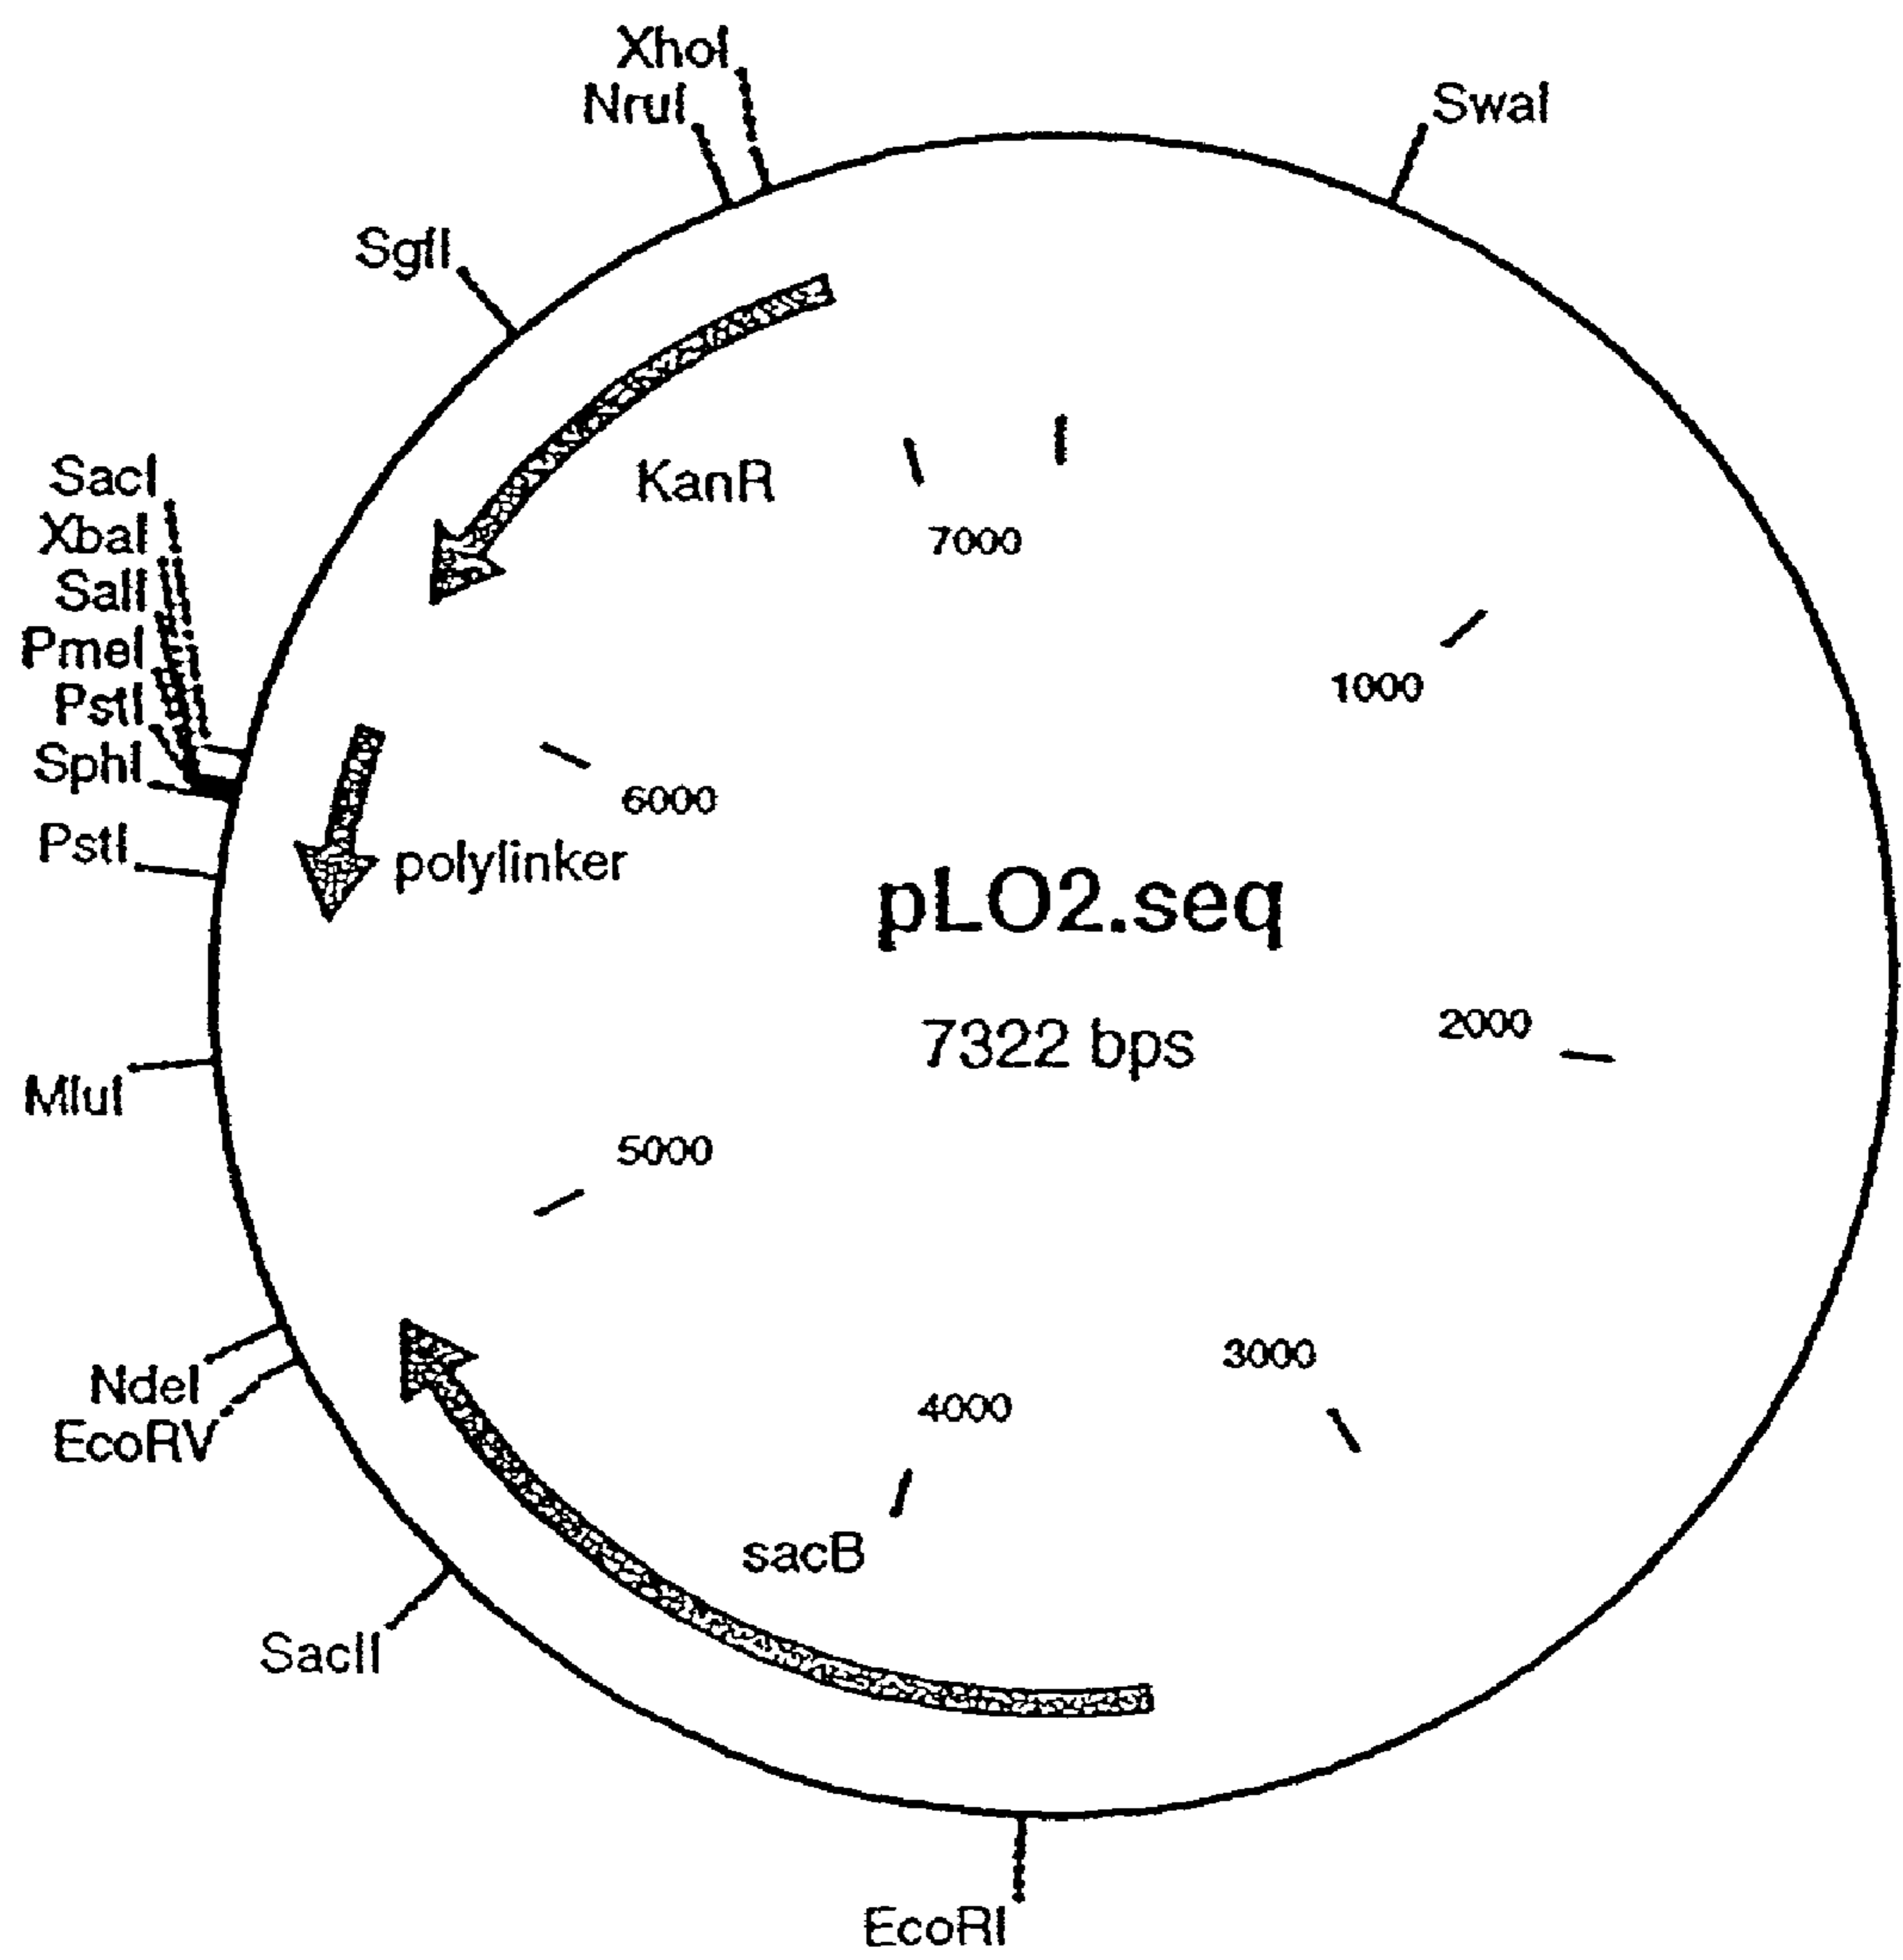 XhoI
NruI
SwaI
SgfI
SacI
XbaI
SalI
PmeI
PstI
SphI
PstI
KanR
7000
1000
6000
polylinker
pLO2.seq
7322 bps
2000
MluI
5000
NdeI
EcoRV
3000
4000
sacB
SacII
EcoRI